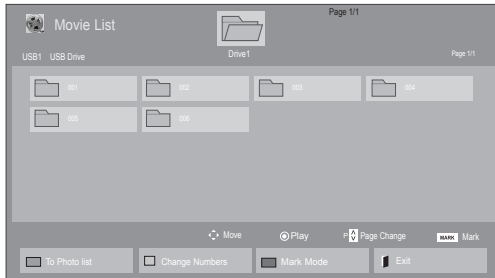 Page 1/1
Movie List
USB1 USB Drive
Drive1
Page 1/1
001 002 003 004
005 006
Move Play P Page Change MARK Mark
To Photo list Change Numbers Mark Mode Exit